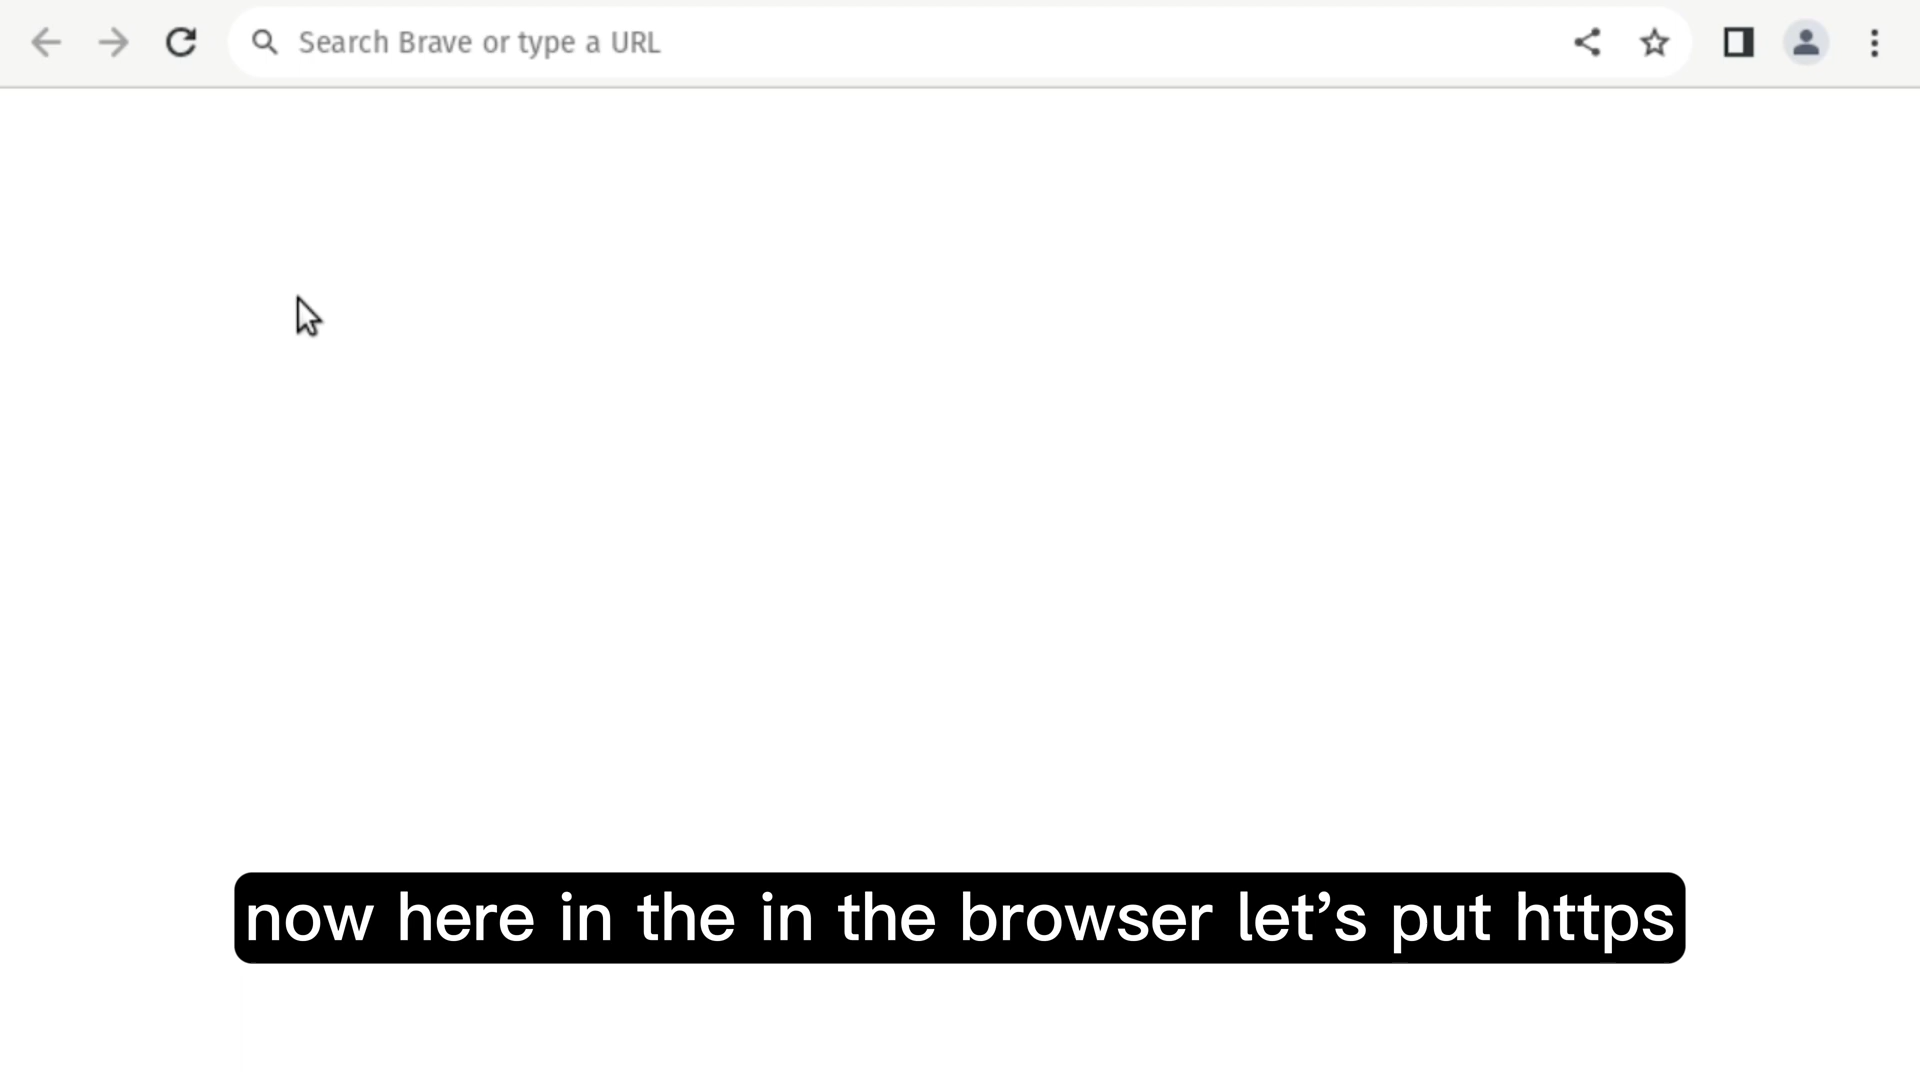 Search Brave or type a URL
now here in the in the browser let’s put https